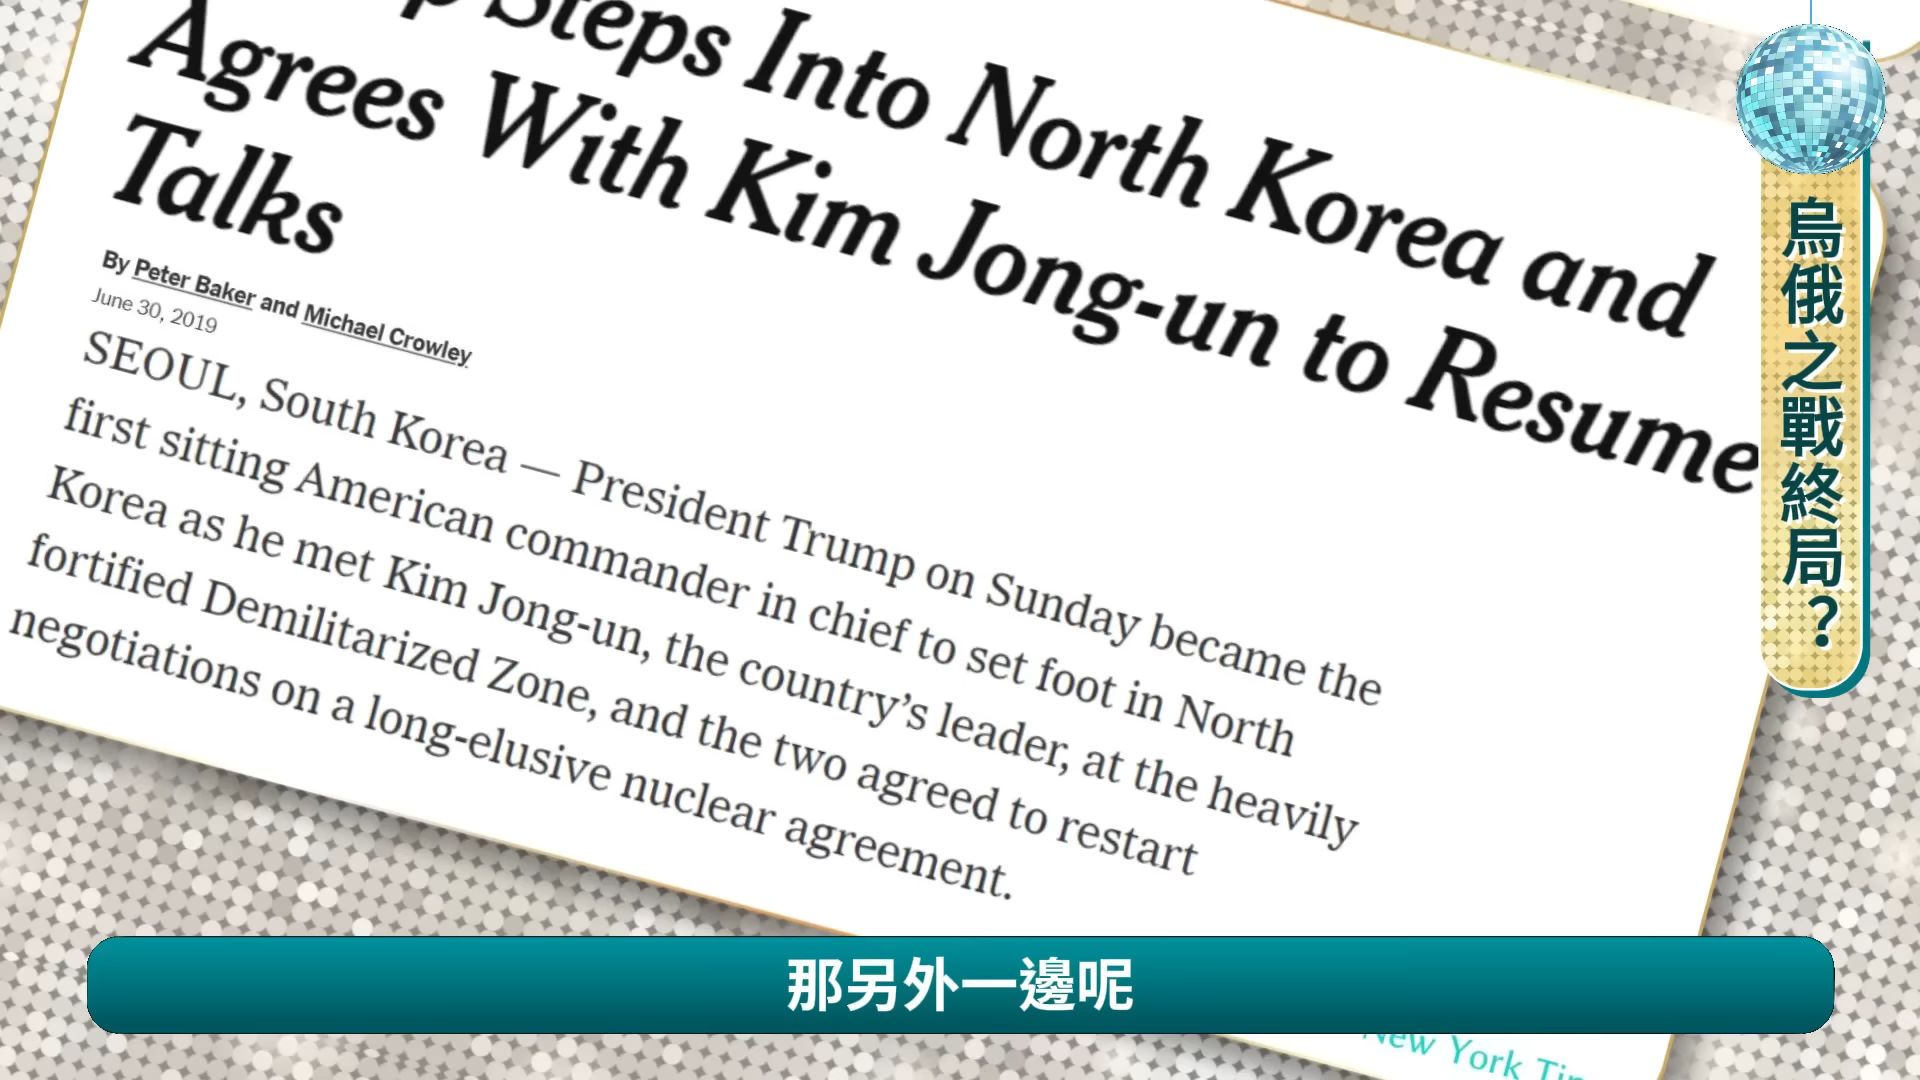 Steps Into North Korea and
Agrees With Kim Jong-un to Resume
Talks
By Peter Baker and Michael Crowley
June 30, 2019
SEOUL, South Korea — President Trump on Sunday became the
first sitting American commander in chief to set foot in North
Korea as he met Kim Jong-un, the country’s leader, at the heavily
fortified Demilitarized Zone, and the two agreed to restart
negotiations on a long-elusive nuclear agreement.
烏俄之戰終局？
那另外一邊呢
New York